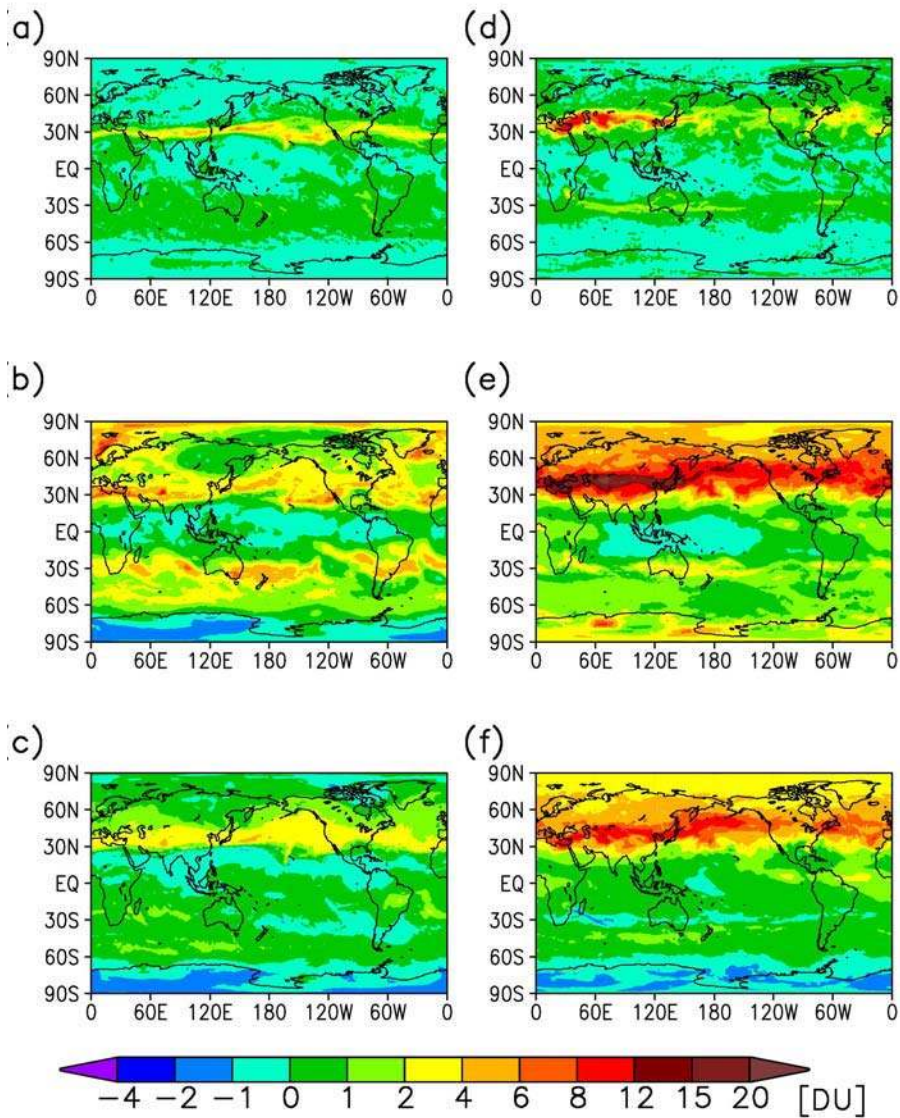 (a) (d)
90N 90N
60N 60N
30N 30N
EQ EQ
30S 30S
60S 60S
90S 90S
0 60E 120E 180 120W 60W 0 0 60E 120E 180 120W 60W 0
(b) (e)
90N 90N
60N 60N
30N 30N
EQ EQ
30S 30S
60S 60S
90S 90S
0 60E 120E 180 120W 60W 0 0 60E 120E 180 120W 60W 0
(c) (f)
90N 90N
60N 60N
30N 30N
EQ EQ
30S 30S
60S 60S
90S 90S
0 60E 120E 180 120W 60W 0 0 60E 120E 180 120W 60W 0
−4 −2 −1 0 1 2 4 6 8 12 15 20 [DU]